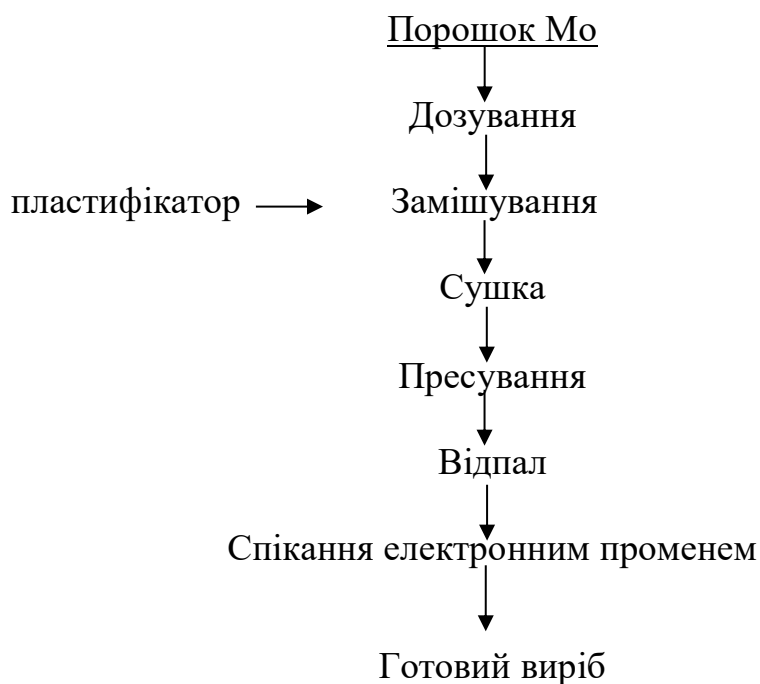 Порошок Мо
Дозування
пластифікатор Замішування
Сушка
Пресування
Відпал
Спікання електронним променем
Готовий виріб